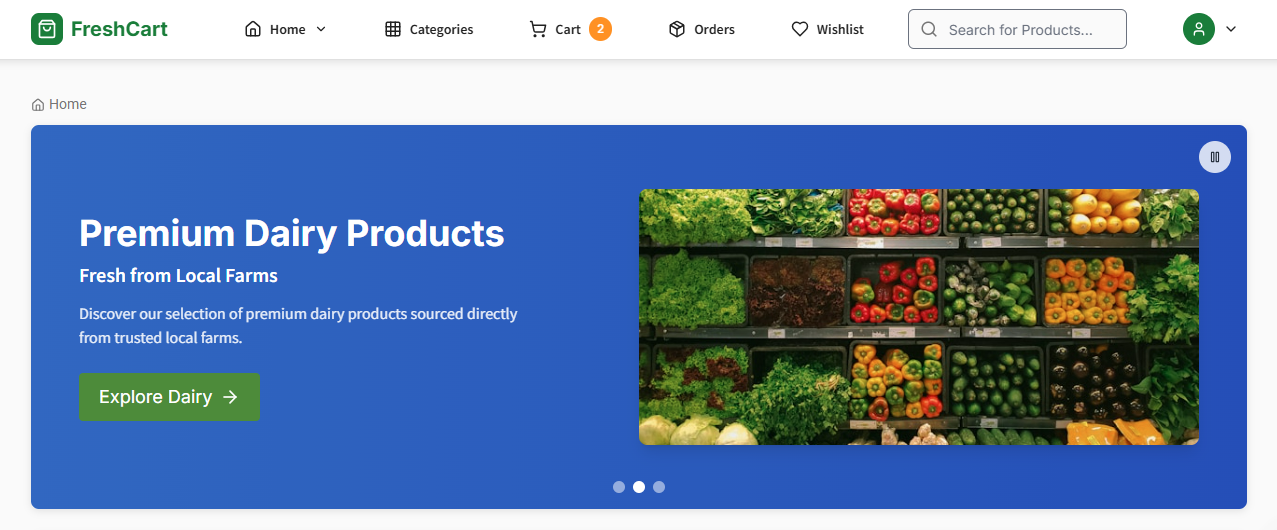 FreshCart
Home
Categories
Cart 2
Orders
Wishlist
Search for Products...
Home
Premium Dairy Products
Fresh from Local Farms
Discover our selection of premium dairy products sourced directly
from trusted local farms.
Explore Dairy